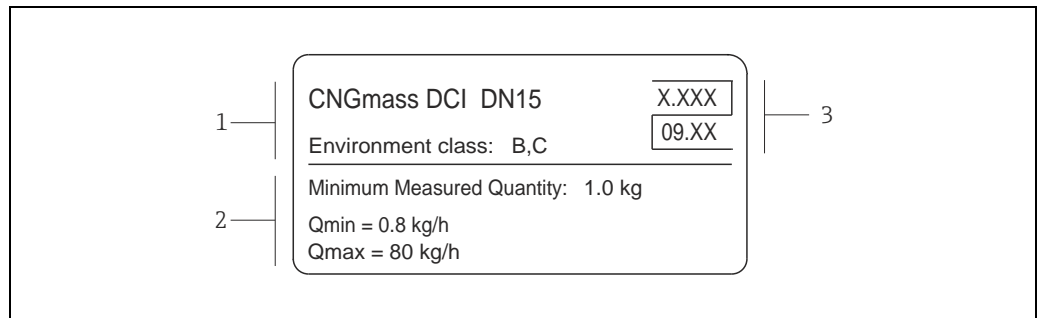 CNGmass DCI DN15
X.XXX
09.XX
Environment class: B,C
Minimum Measured Quantity: 1.0 kg
Qmin = 0.8 kg/h
Qmax = 80 kg/h
1
2
3